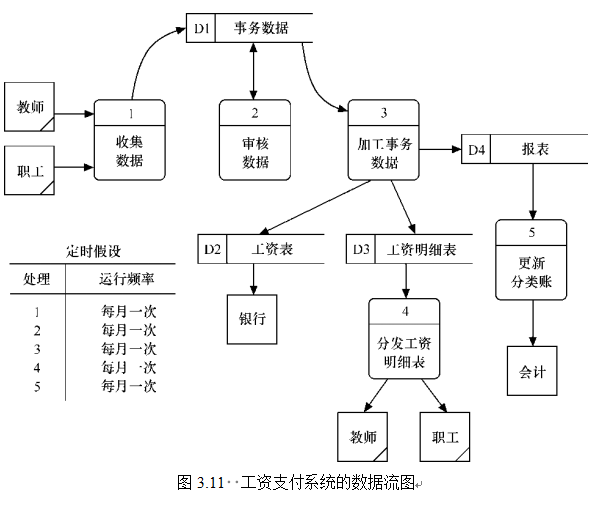 D1 事务数据
教师
职工
1
收集
数据
2
审核
数据
3
加工事务
数据
D4 报表
D2 工资表
D3 工资明细表
5
更新
分类账
银行
4
分发工资
明细表
会计
教师
职工
定时假设
处理 运行频率
1 每月一次
2 每月一次
3 每月一次
4 每月一次
5 每月一次
图 3.11··工资支付系统的数据流图↵